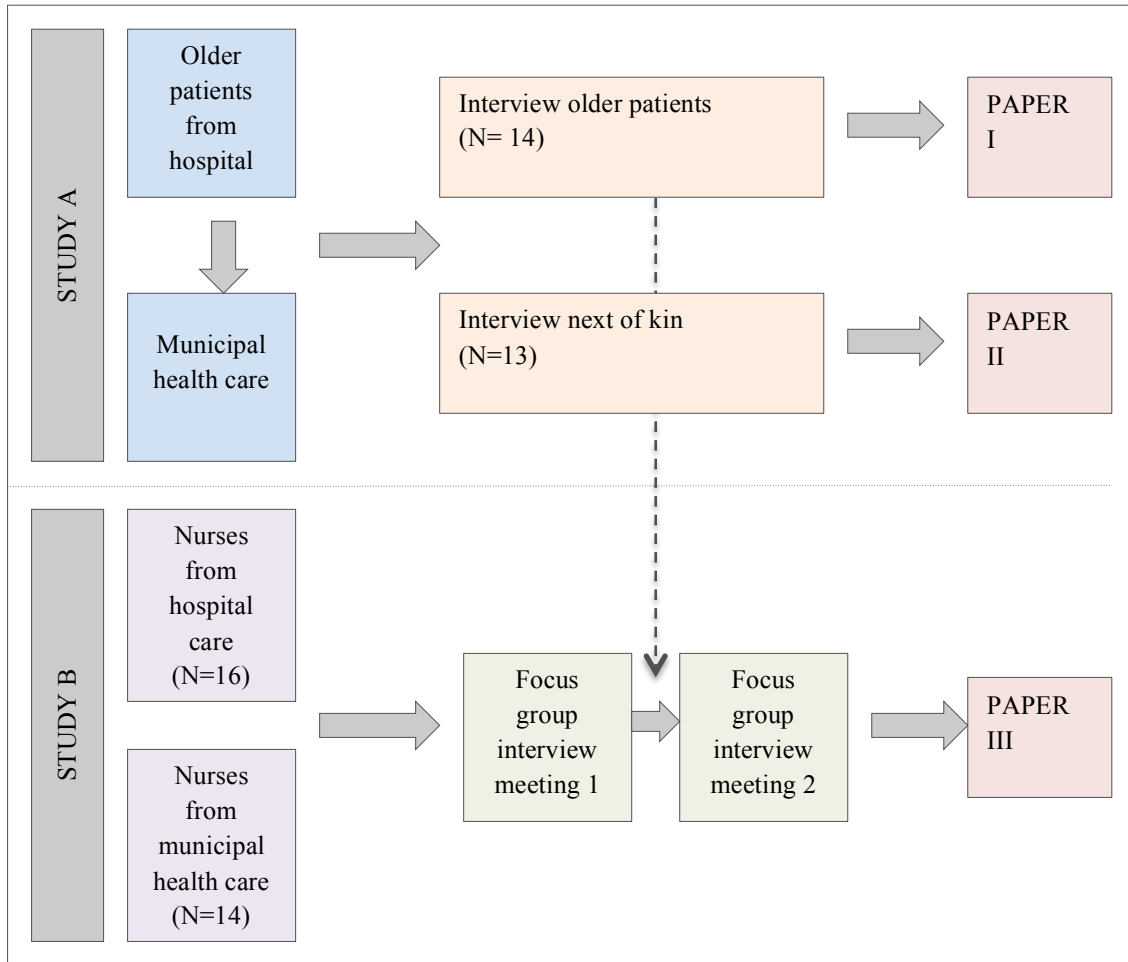 STUDY A
Older
patients
from
hospital
Municipal
health care
Interview older patients
(N= 14)
PAPER
I
Interview next of kin
(N=13)
PAPER
II
STUDY B
Nurses
from
hospital
care
(N=16)
Nurses
from
municipal
health care
(N=14)
Focus
group
interview
meeting 1
Focus
group
interview
meeting 2
PAPER
III